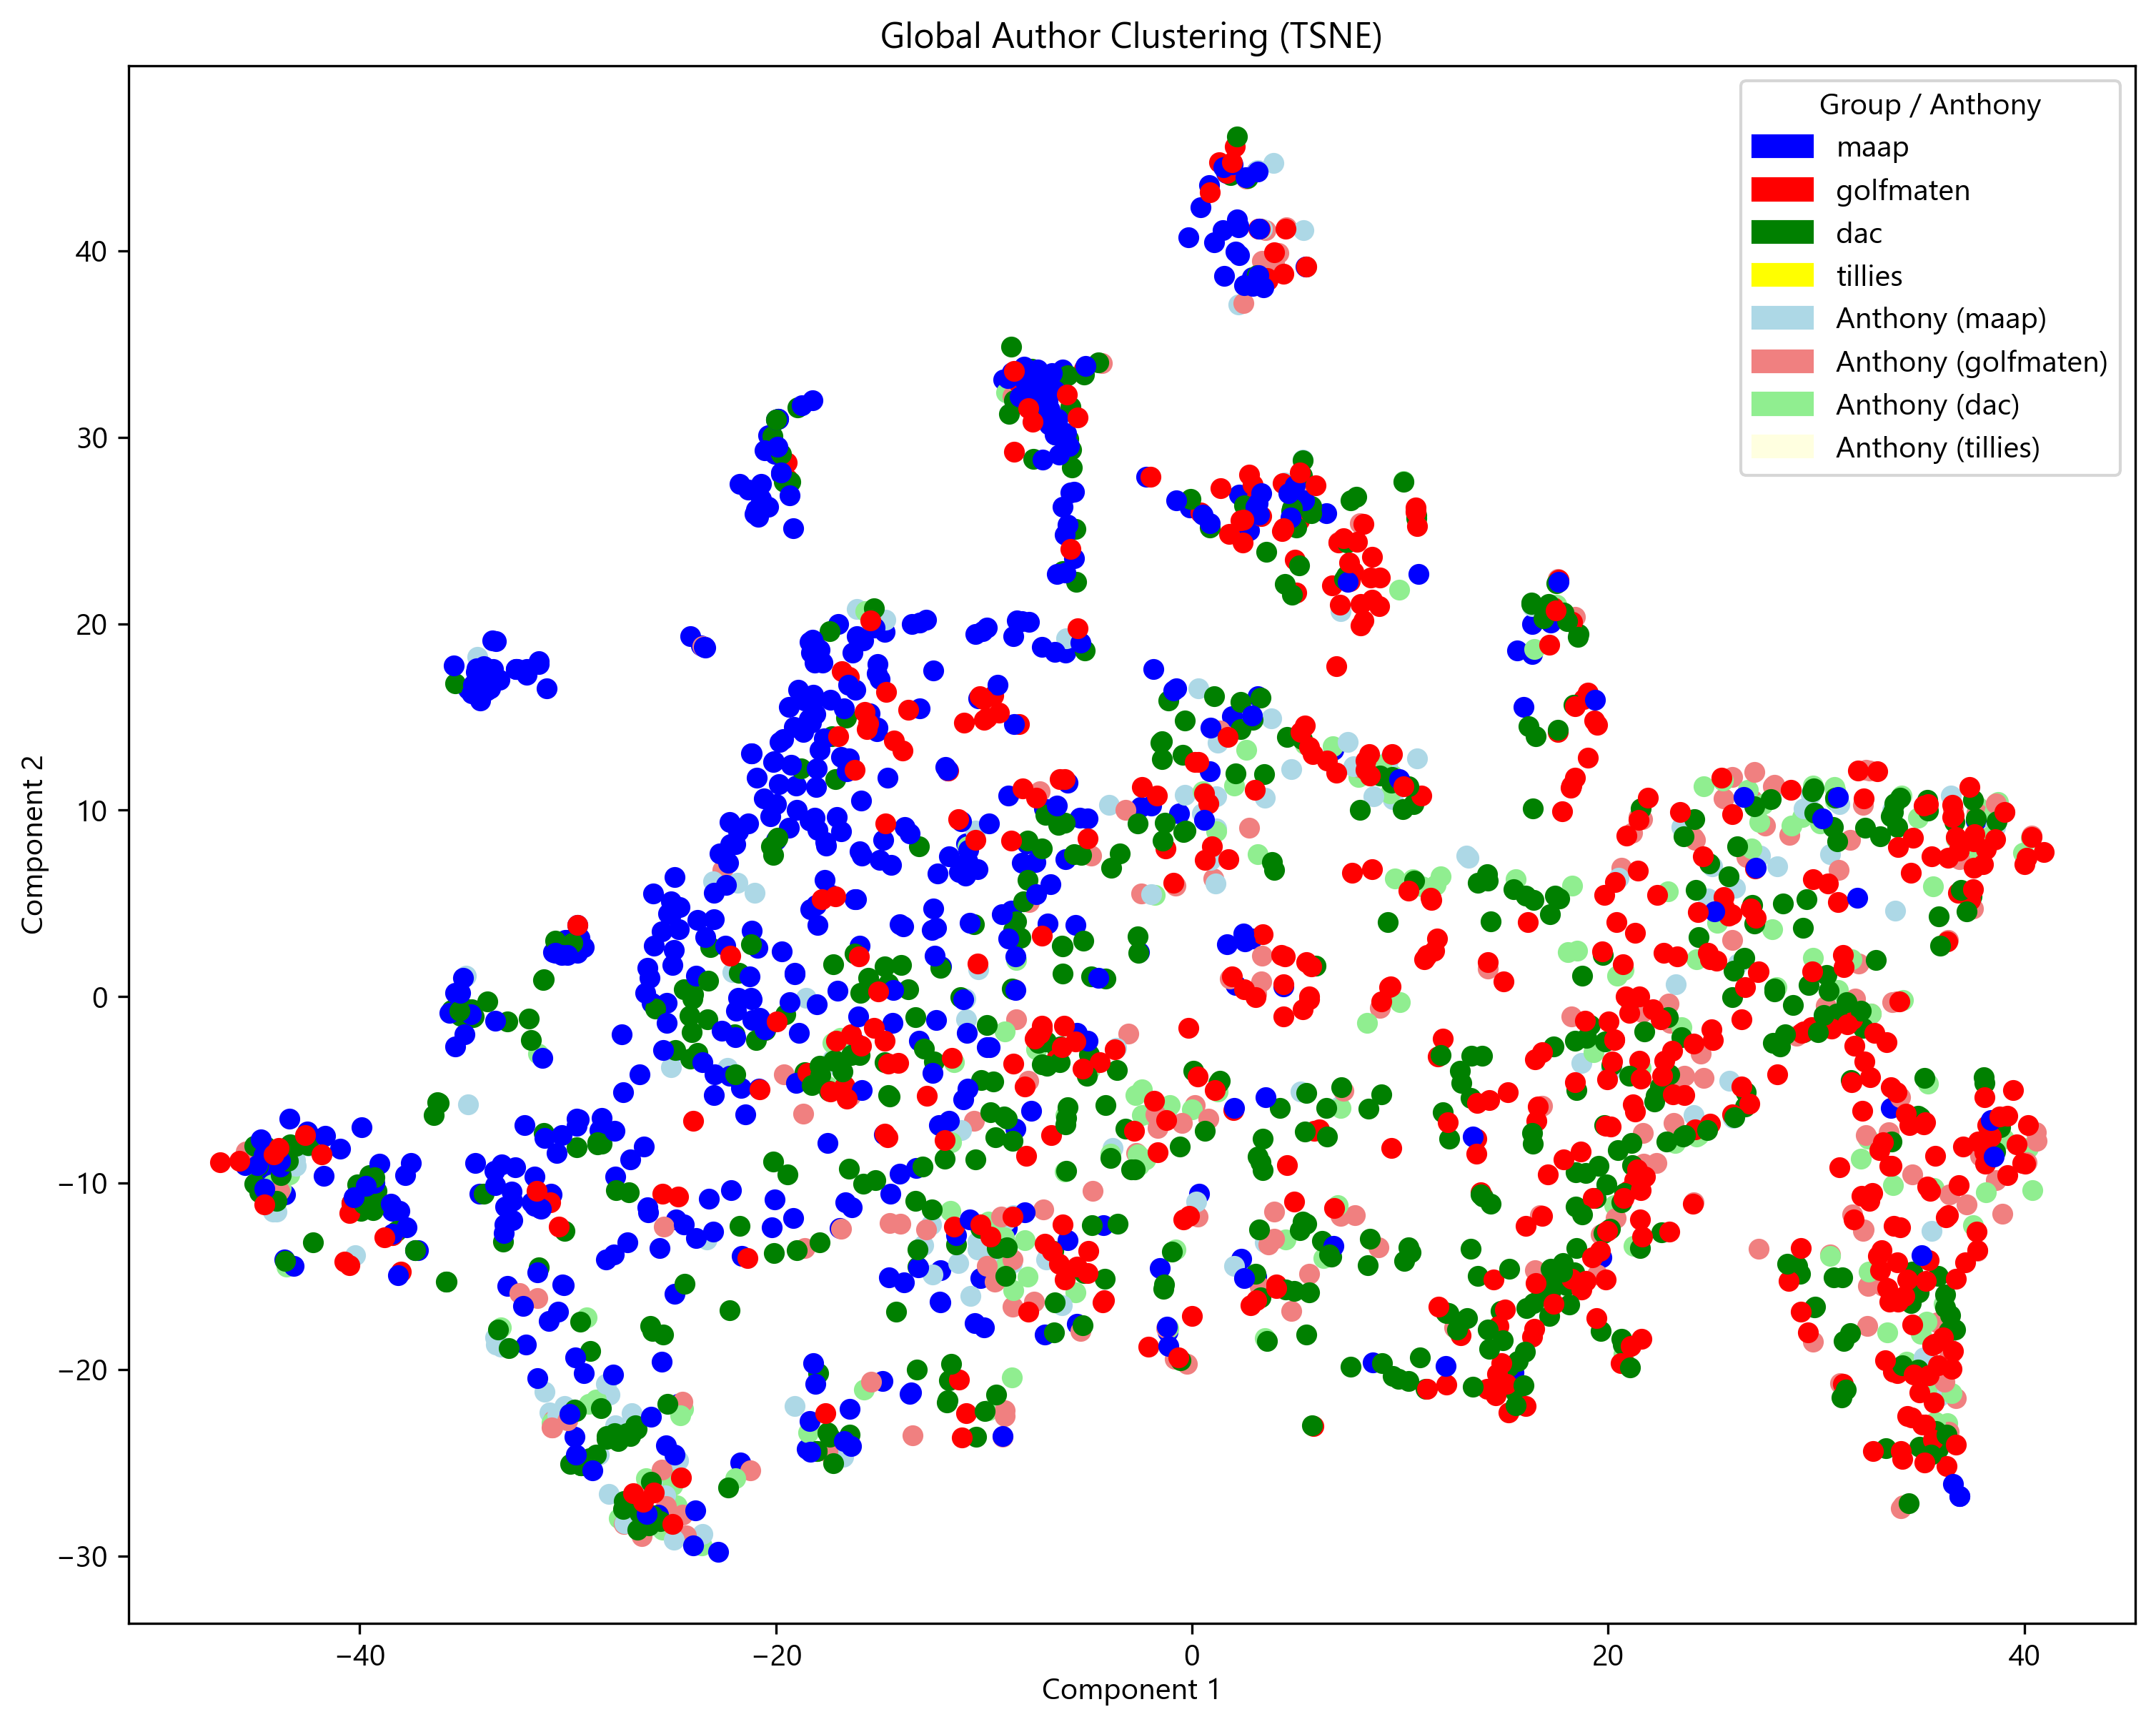 Global Author Clustering (TSNE)
Group / Anthony
maap
golfmaten
dac
tillies
Anthony (maap)
Anthony (golfmaten)
Anthony (dac)
Anthony (tillies)
Component 2
40
30
20
10
0
−10
−20
−30
−40
−20
0
20
40
Component 1